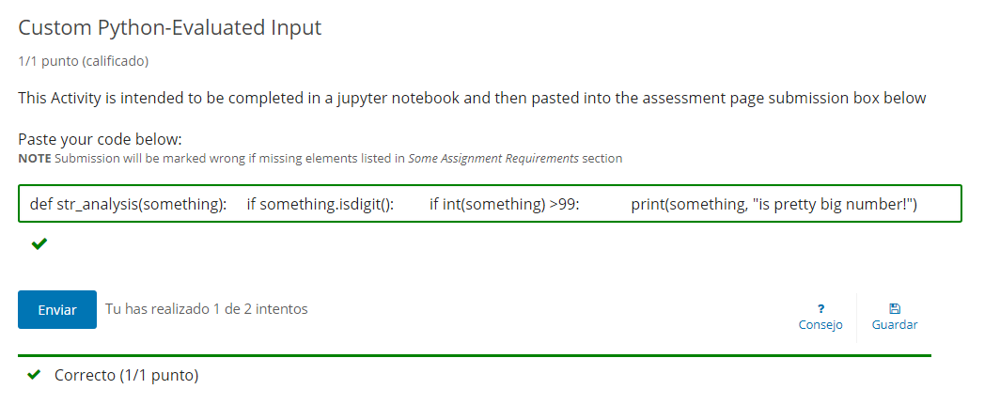 Custom Python-Evaluated Input
1/1 punto (calificado)
This Activity is intended to be completed in a jupyter notebook and then pasted into the assessment page submission box below
Paste your code below:
NOTE Submission will be marked wrong if missing elements listed in Some Assignment Requirements section
def str_analysis(something):     if something.isdigit():         if int(something) >99:             print(something, "is pretty big number!")
Enviar
Tu has realizado 1 de 2 intentos
?
Consejo
Guardar
Correcto (1/1 punto)